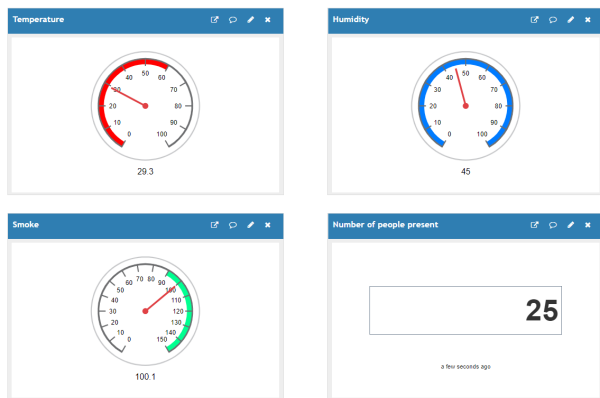 Temperature
0 10 20 30 40 50 60 70 80 90 100
29.3
Humidity
0 10 20 30 40 50 60 70 80 90 100
45
Smoke
0 10 20 30 40 50 60 70 80 90 100 110 120 130 140 150
100.1
Number of people present
25
a few seconds ago